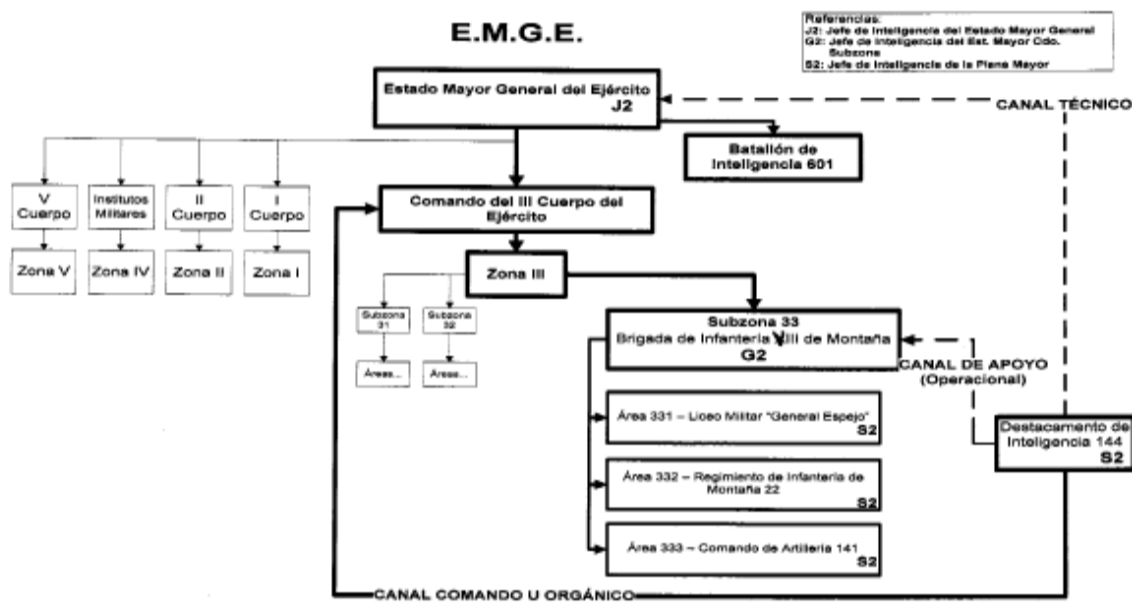 E.M.G.E.
Referencias:
J2: Jefe de Inteligencia del Estado Mayor General
G2: Jefe de Inteligencia del Est. Mayor Cdo.
Subzona
S2: Jefe de Inteligencia de la Plana Mayor
Estado Mayor General del Ejército
J2
CANAL TÉCNICO
Batallón de
Inteligencia 601
V
Cuerpo
Institutos
Militares
II
Cuerpo
I
Cuerpo
Comando del III Cuerpo del
Ejército
Zona V
Zona IV
Zona II
Zona I
Zona III
Subzona
31
Subzona
32
Áreas...
Áreas...
Subzona 33
Brigada de Infantería VIII de Montaña
G2
CANAL DE APOYO
(Operacional)
Área 331 – Liceo Militar "General Espejo"
S2
Destacamento de
Inteligencia 144
S2
Área 332 – Regimiento de Infantería de
Montaña 22
S2
Área 333 – Comando de Artillería 141
S2
CANAL COMANDO U ORGÁNICO